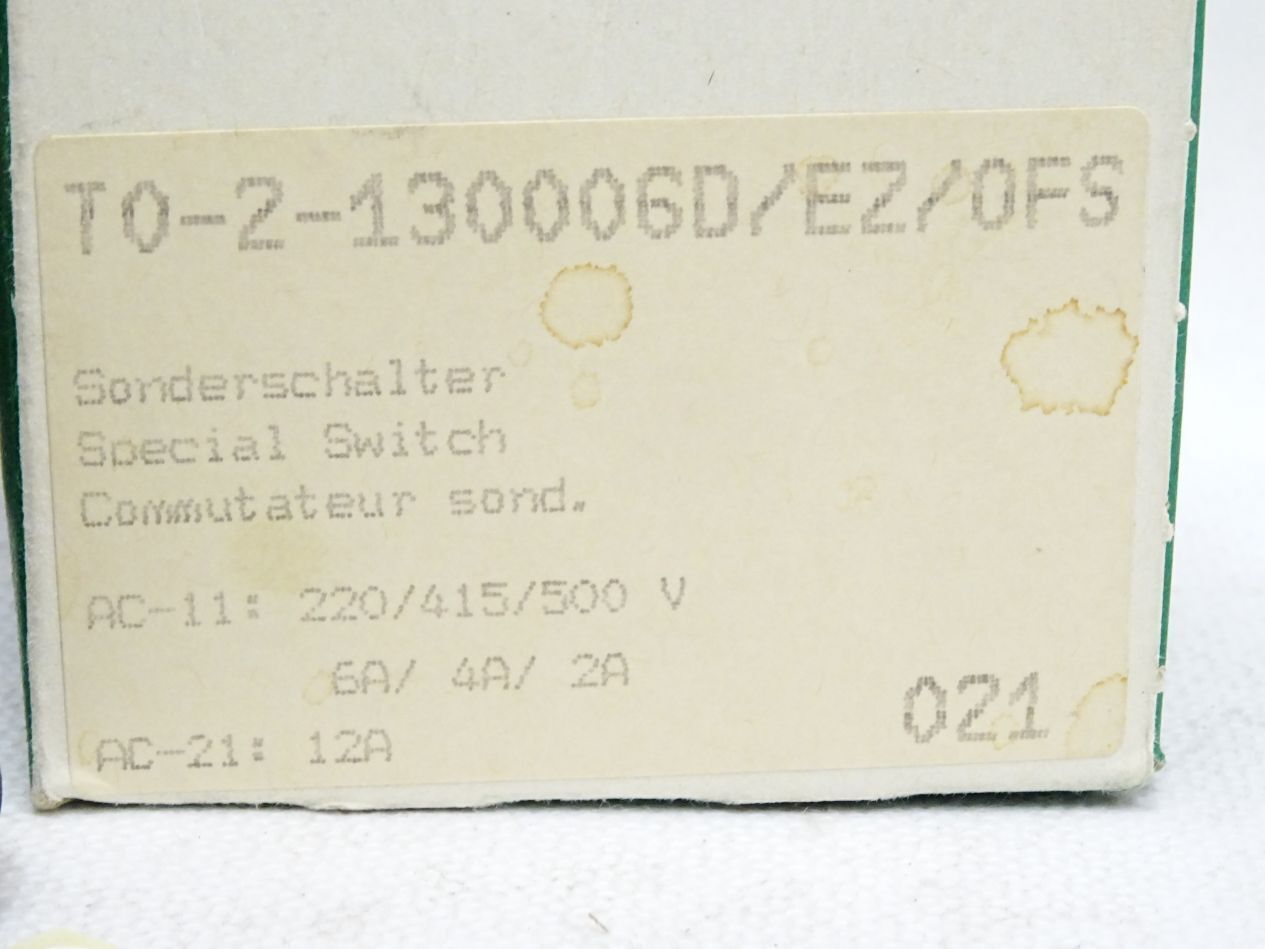 T0-2-130006D/EZ/0FS
Sonderschalter
Special Switch
Commutateur sond.
AC-11: 220/415/500 V
6A/ 4A/ 2A
AC-21: 12A
021